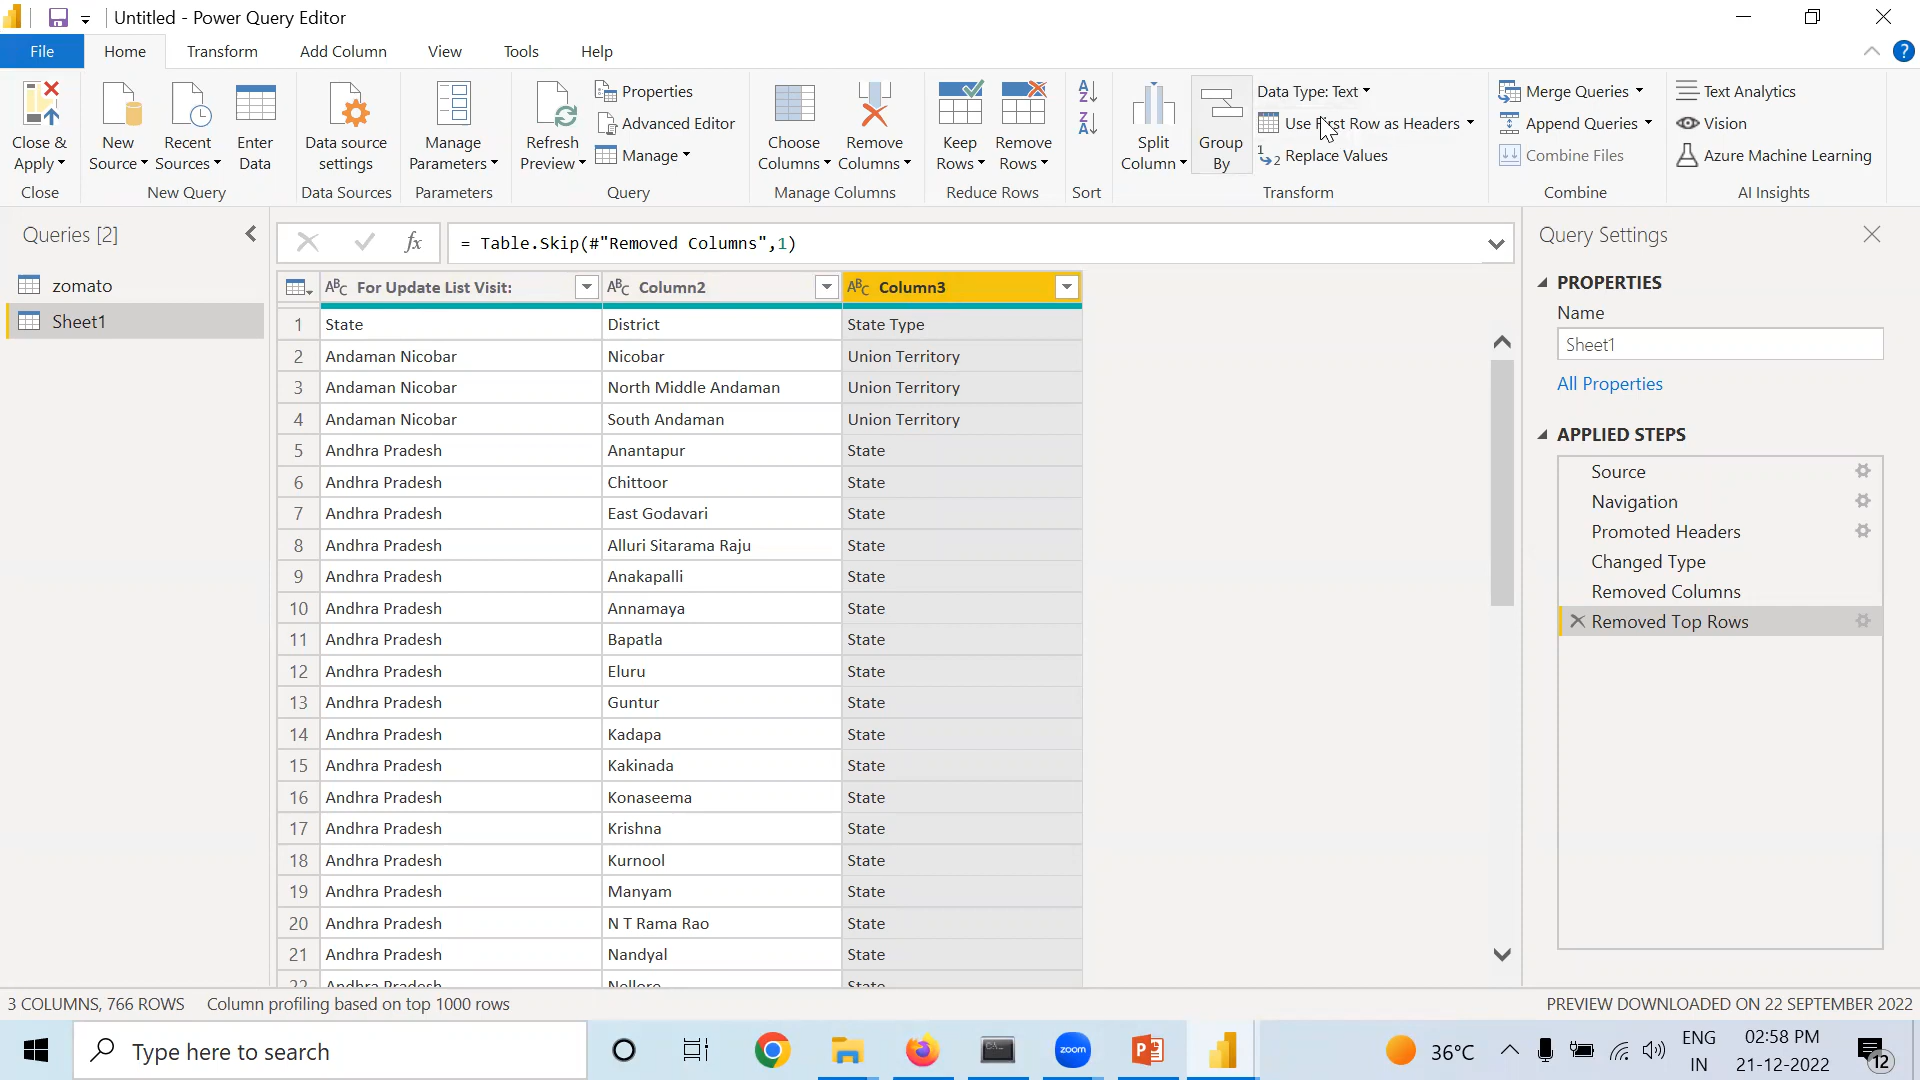 Untitled - Power Query Editor
File
Home
Transform
Add Column
View
Tools
Help
?
Close &
Apply
New
Source
Recent
Sources
Enter
Data
Data source
settings
Manage
Parameters
Refresh
Preview
Properties
Advanced Editor
Manage
Choose
Columns
Remove
Columns
Keep
Rows
Remove
Rows
Split
Column
Group
By
Data Type: Text
Use First Row as Headers
Replace Values
Merge Queries
Append Queries
Combine Files
Text Analytics
Vision
Azure Machine Learning
Close
New Query
Data Sources
Parameters
Query
Manage Columns
Reduce Rows
Sort
Transform
Combine
AI Insights
Queries [2]
zomato
Sheet1
fx
= Table.Skip(#"Removed Columns",1)
ABC For Update List Visit:
ABC Column2
ABC Column3
1 State District State Type
2 Andaman Nicobar Nicobar Union Territory
3 Andaman Nicobar North Middle Andaman Union Territory
4 Andaman Nicobar South Andaman Union Territory
5 Andhra Pradesh Anantapur State
6 Andhra Pradesh Chittoor State
7 Andhra Pradesh East Godavari State
8 Andhra Pradesh Alluri Sitarama Raju State
9 Andhra Pradesh Anakapalli State
10 Andhra Pradesh Annamaya State
11 Andhra Pradesh Bapatla State
12 Andhra Pradesh Eluru State
13 Andhra Pradesh Guntur State
14 Andhra Pradesh Kadapa State
15 Andhra Pradesh Kakinada State
16 Andhra Pradesh Konaseema State
17 Andhra Pradesh Krishna State
18 Andhra Pradesh Kurnool State
19 Andhra Pradesh Manyam State
20 Andhra Pradesh N T Rama Rao State
21 Andhra Pradesh Nandyal State
22 Andhra Pradesh Nellore State
Query Settings
PROPERTIES
Name
Sheet1
All Properties
APPLIED STEPS
Source
Navigation
Promoted Headers
Changed Type
Removed Columns
Removed Top Rows
3 COLUMNS, 766 ROWS
Column profiling based on top 1000 rows
PREVIEW DOWNLOADED ON 22 SEPTEMBER 2022
Type here to search
zoom
36°C
ENG
IN
02:58 PM
21-12-2022
12